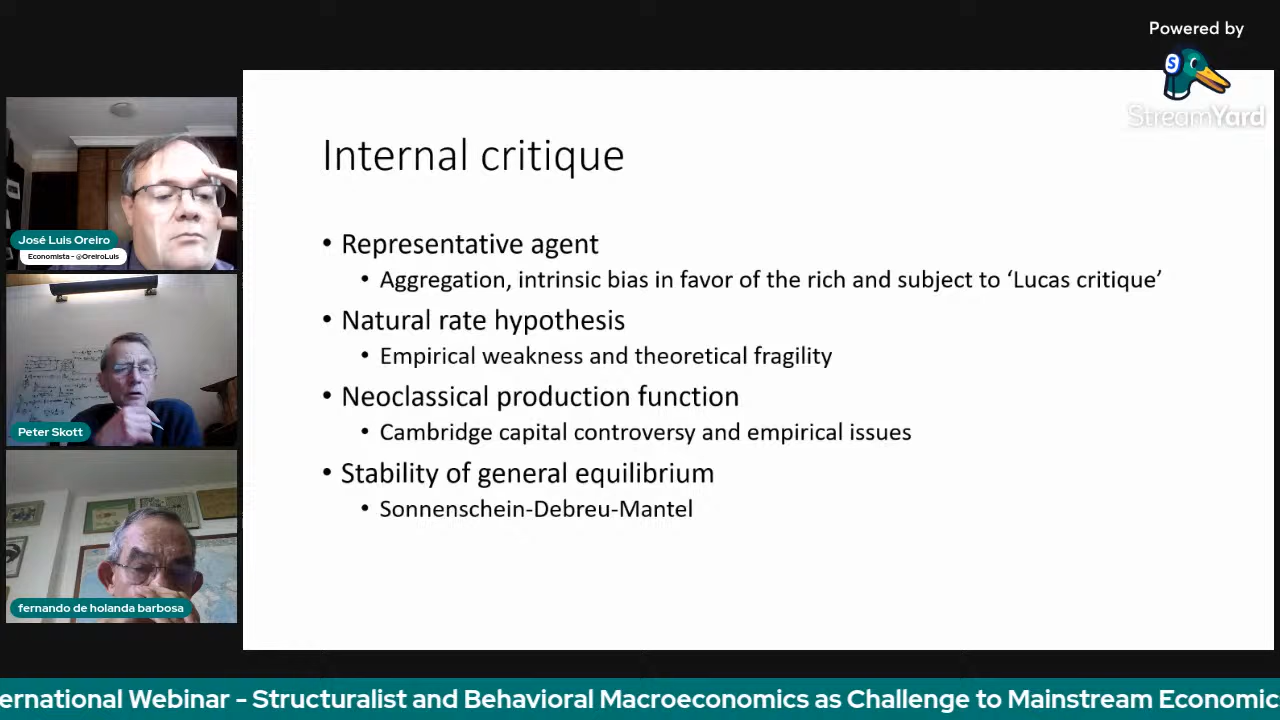 Powered by
S
StreamYard
Internal critique
• Representative agent
• Aggregation, intrinsic bias in favor of the rich and subject to ‘Lucas critique’
• Natural rate hypothesis
• Empirical weakness and theoretical fragility
• Neoclassical production function
• Cambridge capital controversy and empirical issues
• Stability of general equilibrium
• Sonnenschein-Debreu-Mantel
José Luis Oreiro
Economista - @OreiroLuis
Peter Skott
fernando de holanda barbosa
ernational Webinar - Structuralist and Behavioral Macroeconomics as Challenge to Mainstream Economic